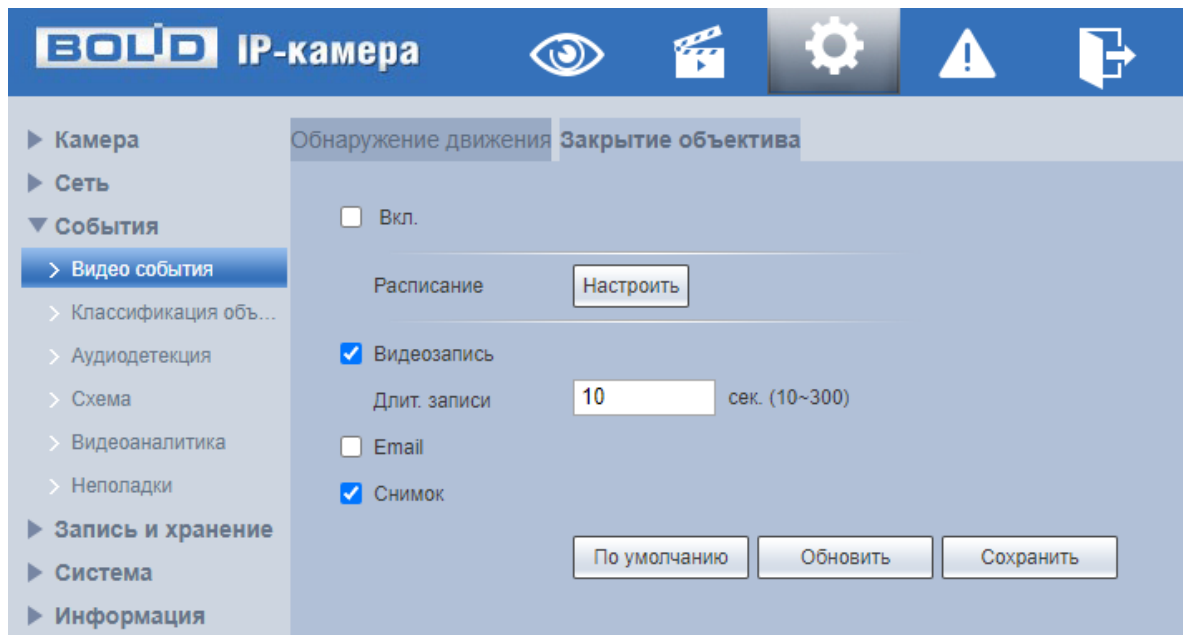 BOLID IP-камера
Камера
Сеть
События
Видео события
Классификация объ...
Аудиодетекция
Схема
Видеоаналитика
Неполадки
Запись и хранение
Система
Информация
Обнаружение движения Закрытие объектива
Вкл.
Расписание Настроить
Видеозапись
Длит. записи 10 сек. (10~300)
Email
Снимок
По умолчанию Обновить Сохранить